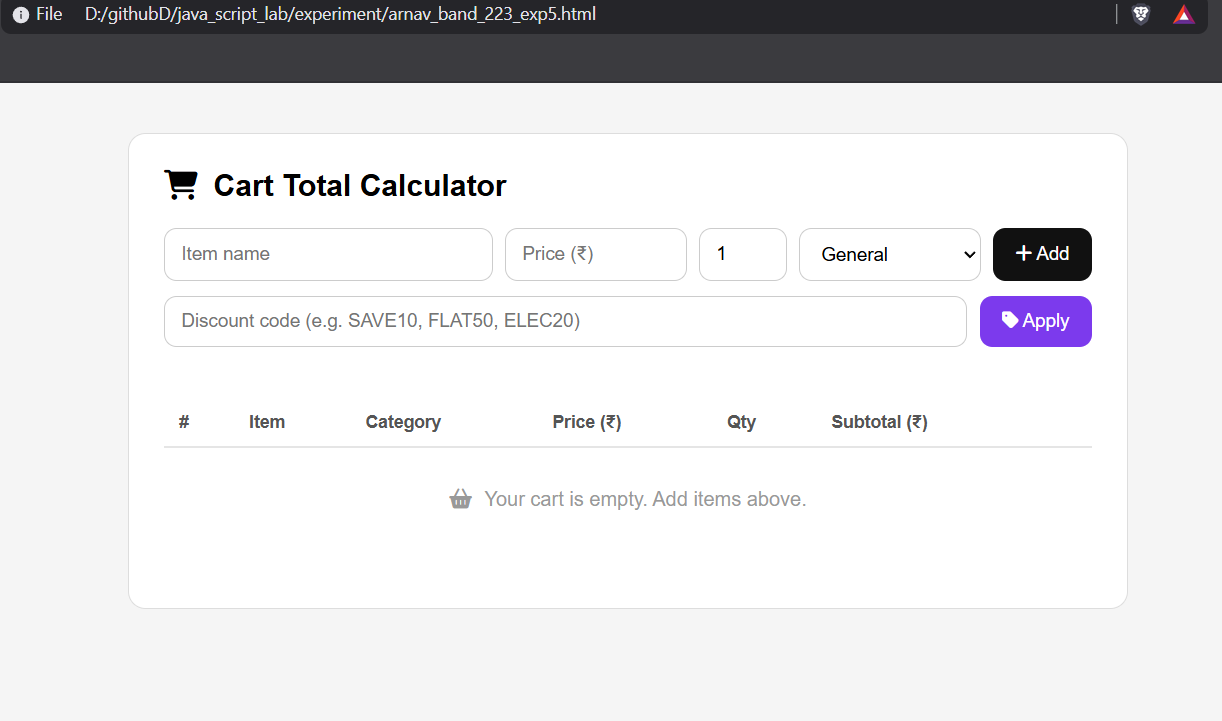 File D:/githubD/java_script_lab/experiment/arnav_band_223_exp5.html
Cart Total Calculator
Item name Price (₹) 1 General Add
Discount code (e.g. SAVE10, FLAT50, ELEC20) Apply
# Item Category Price (₹) Qty Subtotal (₹)
Your cart is empty. Add items above.